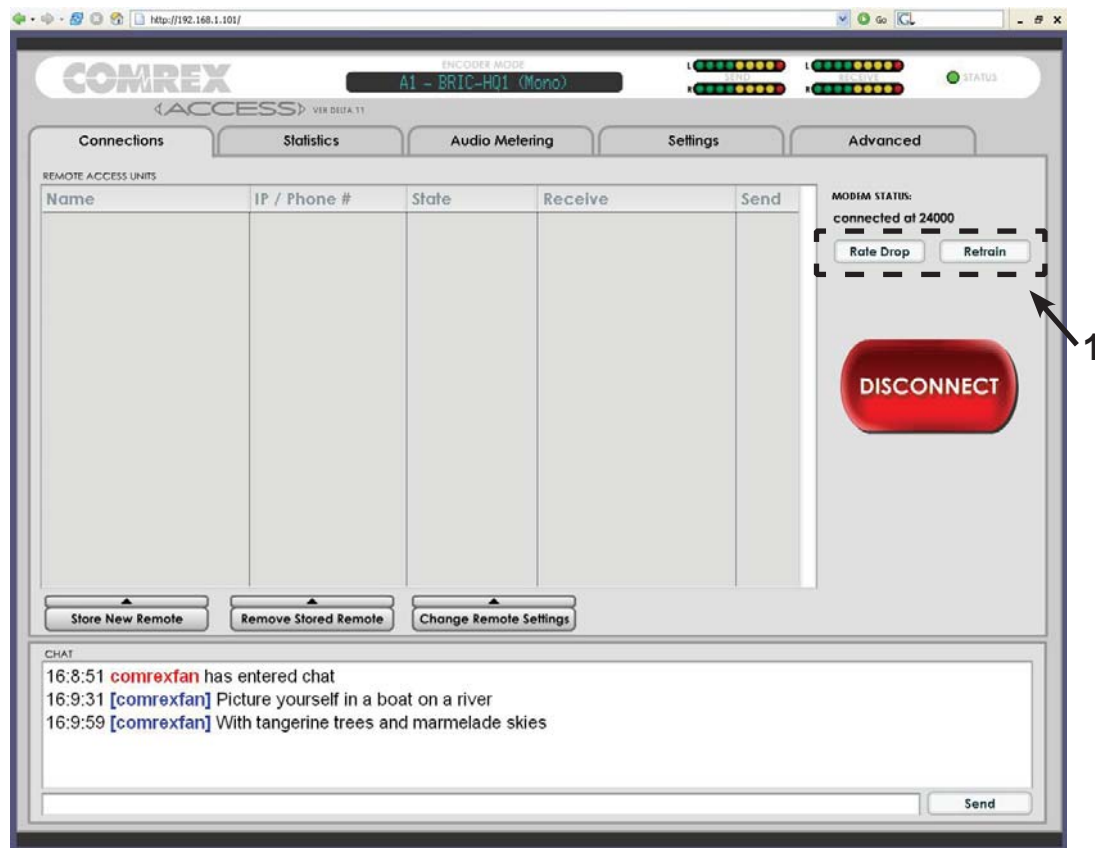 http://192.168.1.101/
Go
COMREX
ACCESS VER DELTA 11
ENCODER MODE
A1 - BRIC-HQ1 (Mono)
L SEND R
L RECEIVE R
STATUS
Connections Statistics Audio Metering Settings Advanced
REMOTE ACCESS UNITS
Name IP / Phone # State Receive Send
MODEM STATUS:
connected at 24000
Rate Drop Retrain
1
DISCONNECT
Store New Remote Remove Stored Remote Change Remote Settings
CHAT
16:8:51 comrexfan has entered chat
16:9:31 [comrexfan] Picture yourself in a boat on a river
16:9:59 [comrexfan] With tangerine trees and marmelade skies
Send